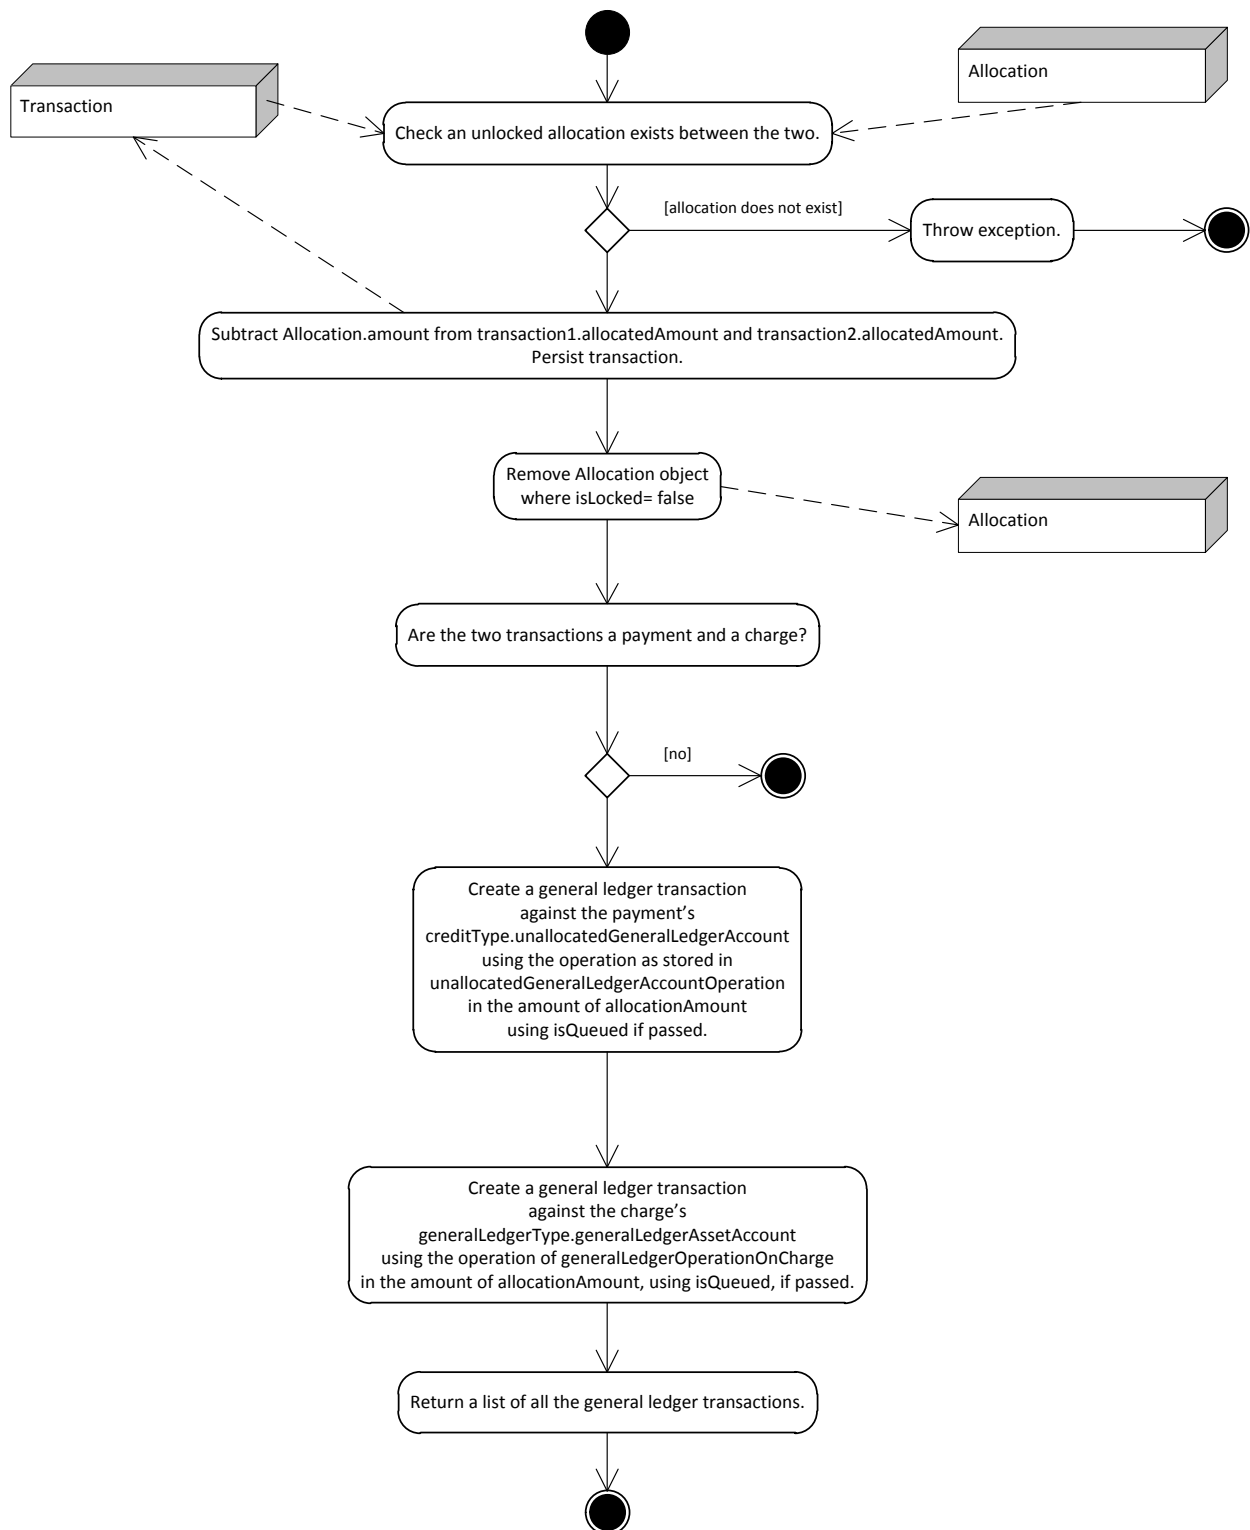 Allocation
Transaction
Check an unlocked allocation exists between the two.
[allocation does not exist]
Throw exception.
Subtract Allocation.amount from transaction1.allocatedAmount and transaction2.allocatedAmount.
Persist transaction.
Remove Allocation object
where isLocked= false
Allocation
Are the two transactions a payment and a charge?
[no]
Create a general ledger transaction
against the payment’s
creditType.unallocatedGeneralLedgerAccount
using the operation as stored in
unallocatedGeneralLedgerAccountOperation
in the amount of allocationAmount
using isQueued if passed.
Create a general ledger transaction
against the charge’s
generalLedgerType.generalLedgerAssetAccount
using the operation of generalLedgerOperationOnCharge
in the amount of allocationAmount, using isQueued, if passed.
Return a list of all the general ledger transactions.